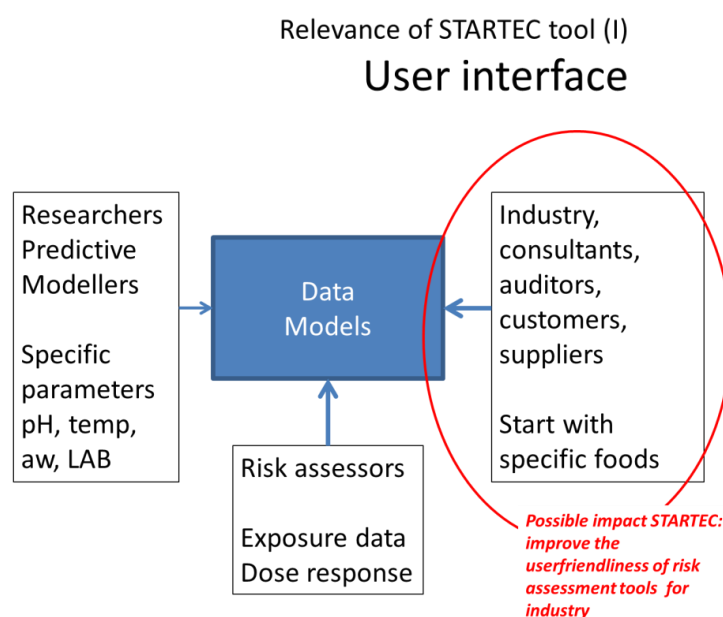 Relevance of STARTEC tool (I)
User interface
Researchers
Predictive
Modellers
Specific
parameters
pH, temp,
aw, LAB
Data
Models
Industry,
consultants,
auditors,
customers,
suppliers
Start with
specific foods
Risk assessors
Exposure data
Dose response
Possible impact STARTEC:
improve the
userfriendliness of risk
assessment tools for
industry